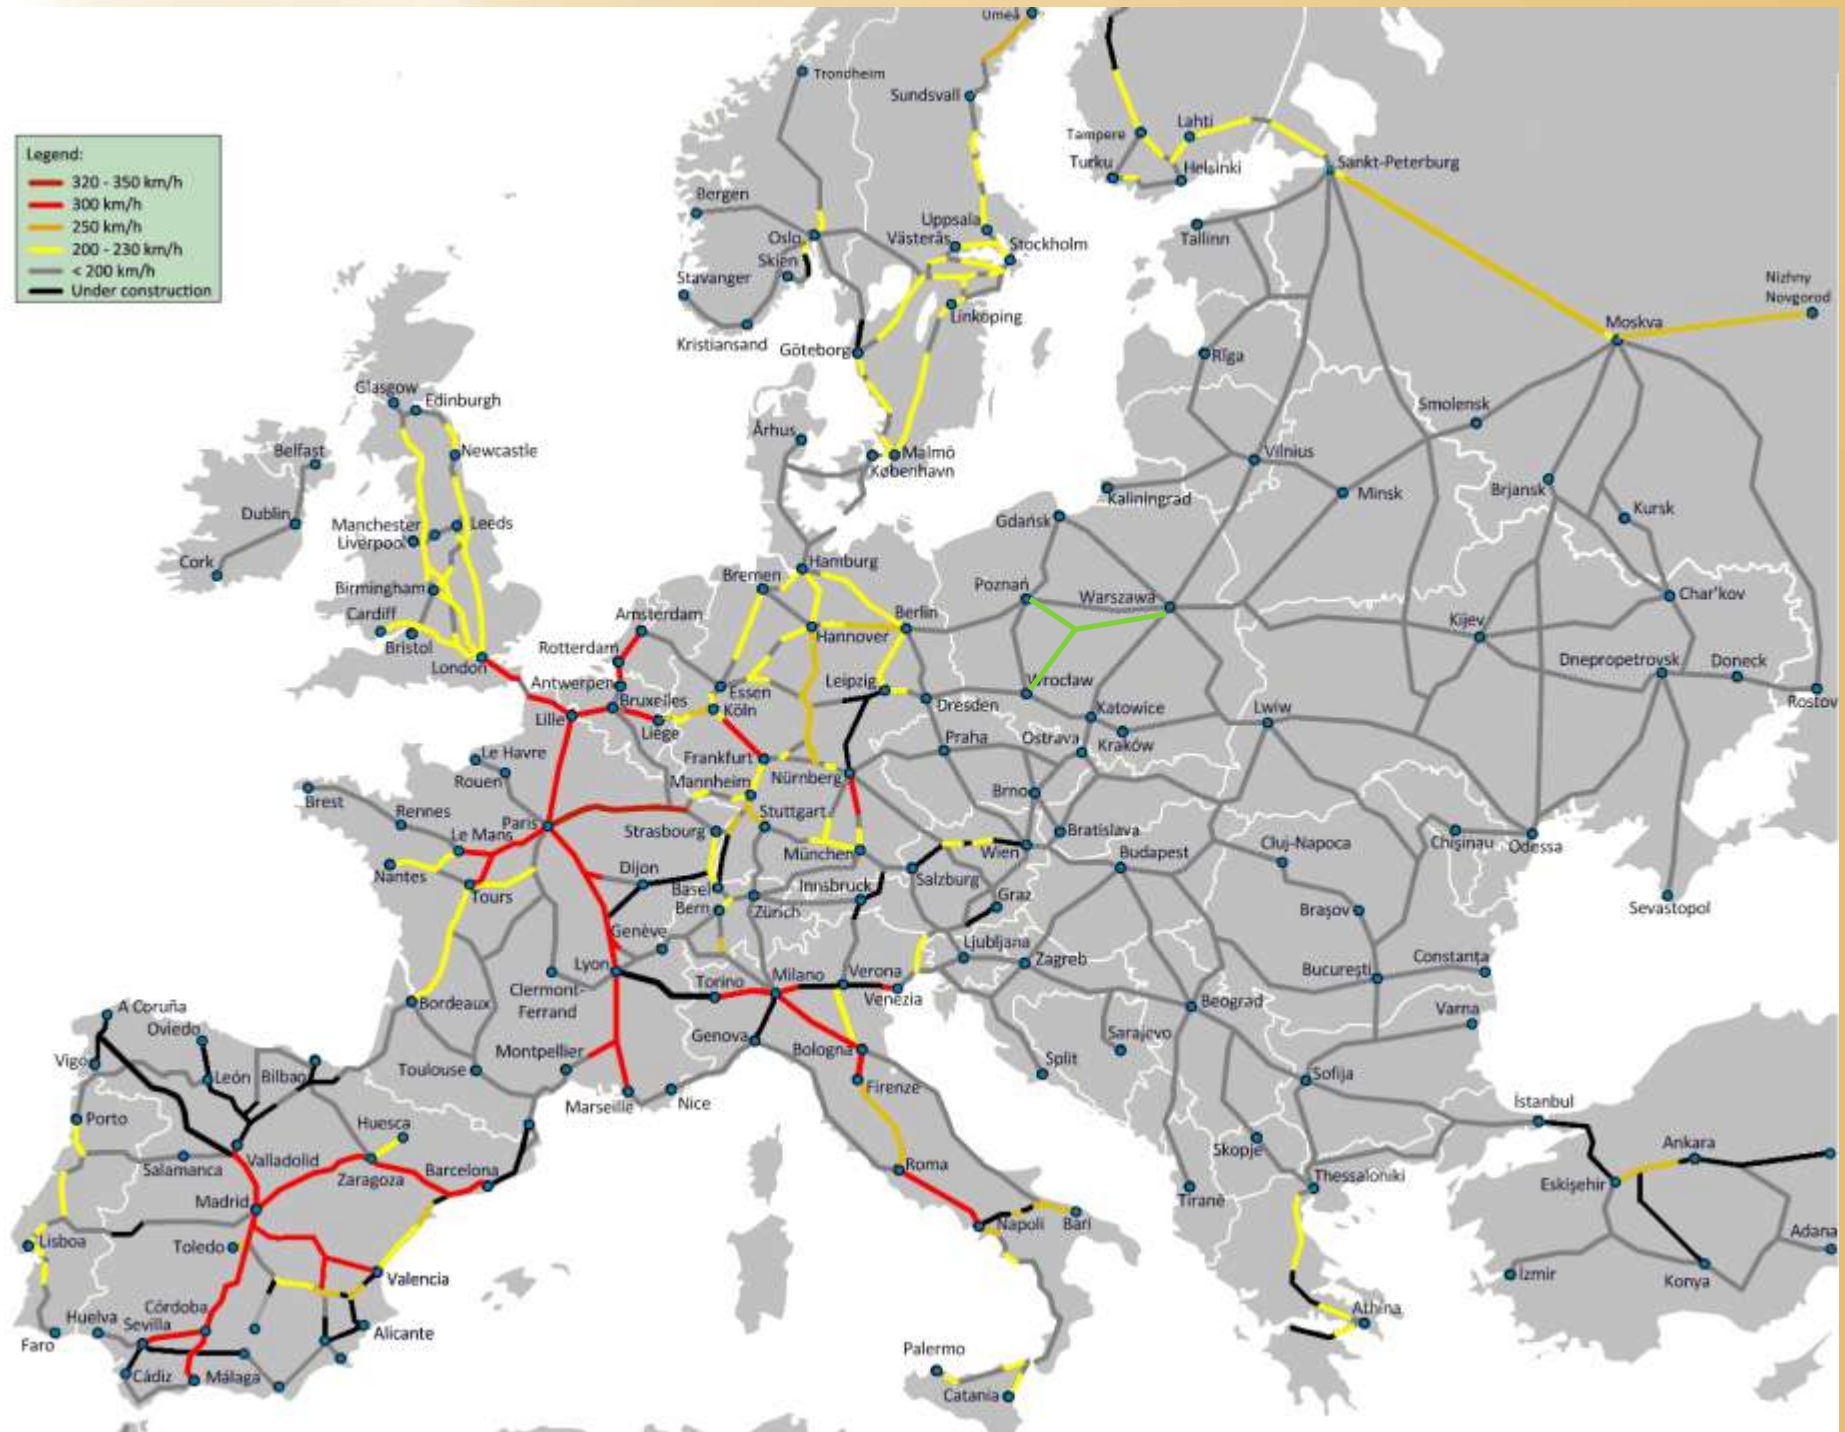 Umeå
Trondheim
Sundsvall
Legend:
320 - 350 km/h
300 km/h
250 km/h
200 - 230 km/h
< 200 km/h
Under construction
Lahti
Tampere
Turku
Helsinki
Sankt-Peterburg
Bergen
Uppsala
Oslo
Västerås
Tallinn
Stockholm
Skien
Stavanger
Nizhny
Novgorod
Linköping
Moskva
Kristiansand
Göteborg
Rīga
Glasgow
Edinburgh
Smolensk
Århus
Belfast
Newcastle
Malmö
København
Vilnius
Kaliningrad
Minsk
Brjansk
Dublin
Manchester
Leeds
Liverpool
Gdańsk
Kursk
Cork
Hamburg
Bremen
Birmingham
Poznań
Warszawa
Char'kov
Cardiff
Amsterdam
Berlin
Hannover
Kijev
Bristol
Rotterdam
London
Dnepropetrovsk
Doneck
Antwerpen
Essen
Leipzig
Wrocław
Bruxelles
Köln
Dresden
Katowice
Lwiw
Rostov
Lille
Liège
Praha
Ostrava
Kraków
Le Havre
Frankfurt
Rouen
Mannheim
Nürnberg
Brest
Brno
Rennes
Paris
Stuttgart
Le Mans
Strasbourg
Bratislava
Cluj-Napoca
Chişinau
Odessa
München
Wien
Budapest
Nantes
Dijon
Basel
Innsbruck
Salzburg
Tours
Bern
Zürich
Graz
Braşov
Sevastopol
Genève
Ljubljana
Zagreb
Lyon
Torino
Milano
Verona
Bucureşti
Constanţa
Clermont-
Ferrand
Venezia
Bordeaux
Beograd
Varna
A Coruña
Oviedo
Genova
Sarajevo
Vigo
Montpellier
Bologna
Split
León
Bilbao
Toulouse
Firenze
Sofija
Marseille
Nice
İstanbul
Porto
Huesca
Skopje
Ankara
Salamanca
Valladolid
Barcelona
Roma
Zaragoza
Thessaloniki
Eskişehir
Tiranë
Madrid
Napoli
Bari
Lisboa
Toledo
Adana
Valencia
İzmir
Konya
Huelva
Córdoba
Sevilla
Athina
Faro
Alicante
Palermo
Cádiz
Málaga
Catania